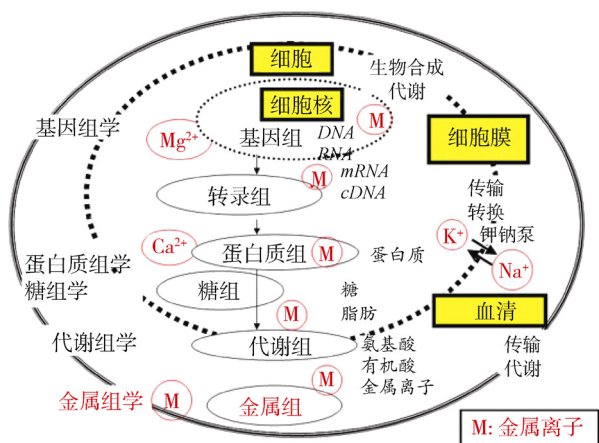 细胞
生物合成
代谢
细胞核
M
基因组学
Mg²⁺
基因组
DNA
RNA
细胞膜
M
mRNA
cDNA
转录组
传输
转换
钾钠泵
K⁺
Na⁺
Ca²⁺
蛋白质组
M
蛋白质
蛋白质组学
糖组学
糖组
糖
脂肪
M
血清
代谢组学
代谢组
氨基酸
有机酸
金属离子
传输
代谢
M
金属组学
M
金属组
M: 金属离子